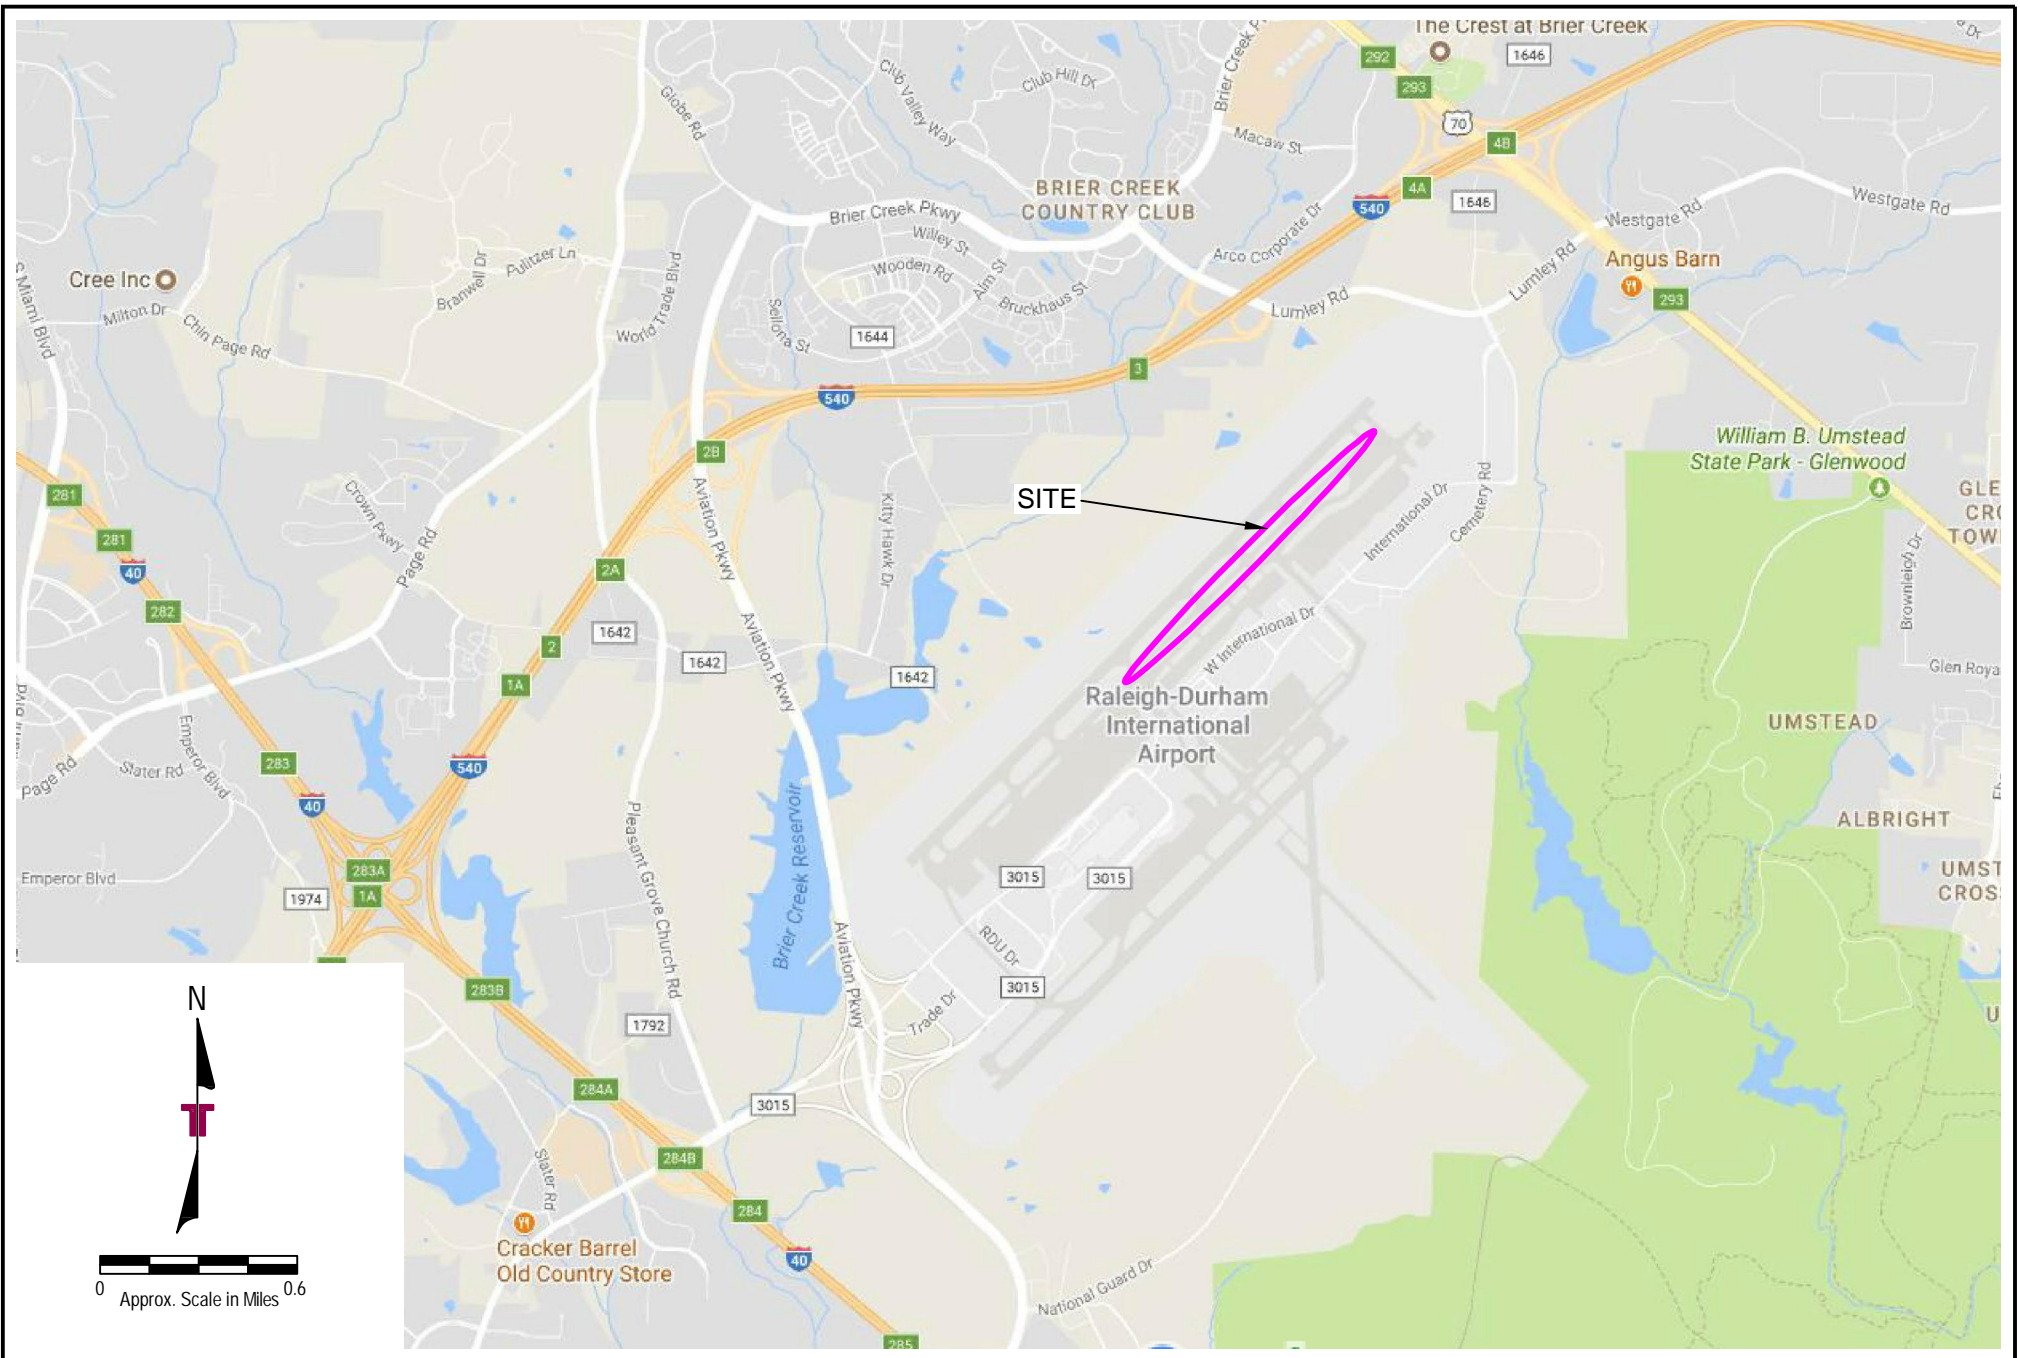 The Crest at Brier Creek
292
1646
293
70
Brier Creek P
Globe Rd
Club Valley Way
Club Hill Dr
Macaw St
4B
4A
540
1646
BRIER CREEK
COUNTRY CLUB
Brier Creek Pkwy
Westgate Rd
Westgate Rd
Willey St
Wooden Rd
Alm St
Bruckhaus St
Arco Corporate Dr
Lumley Rd
Lumley Rd
Angus Barn
293
Cree Inc
Milton Dr
S Miami Blvd
Chin Page Rd
Branwell Dr
Pulitzer Ln
World Trade Blvd
Sellona St
1644
3
540
2B
William B. Umstead
State Park - Glenwood
281
281
40
282
Crown Pkwy
Page Rd
Aviation Pkwy
Kitty Hawk Dr
SITE
International Dr
Cemetery Rd
GLE
CRO
TOW
Brownleigh Dr
2A
2
1642
1642
1642
Aviation Pkwy
W International Dr
Glen Roya
1A
Raleigh-Durham
International
Airport
UMSTEAD
Page Rd
Slater Rd
Emperor Blvd
283
540
40
Pleasant Grove Church Rd
Brier Creek Reservoir
ALBRIGHT
UMST
CROS
283A
1A
1974
Emperor Blvd
3015
3015
RDU Dr
Aviation Pkwy
3015
Trade Dr
283B
1792
N
284A
3015
284B
Slater Rd
284
Cracker Barrel
Old Country Store
40
National Guard Dr
285
0
0.6
Approx. Scale in Miles